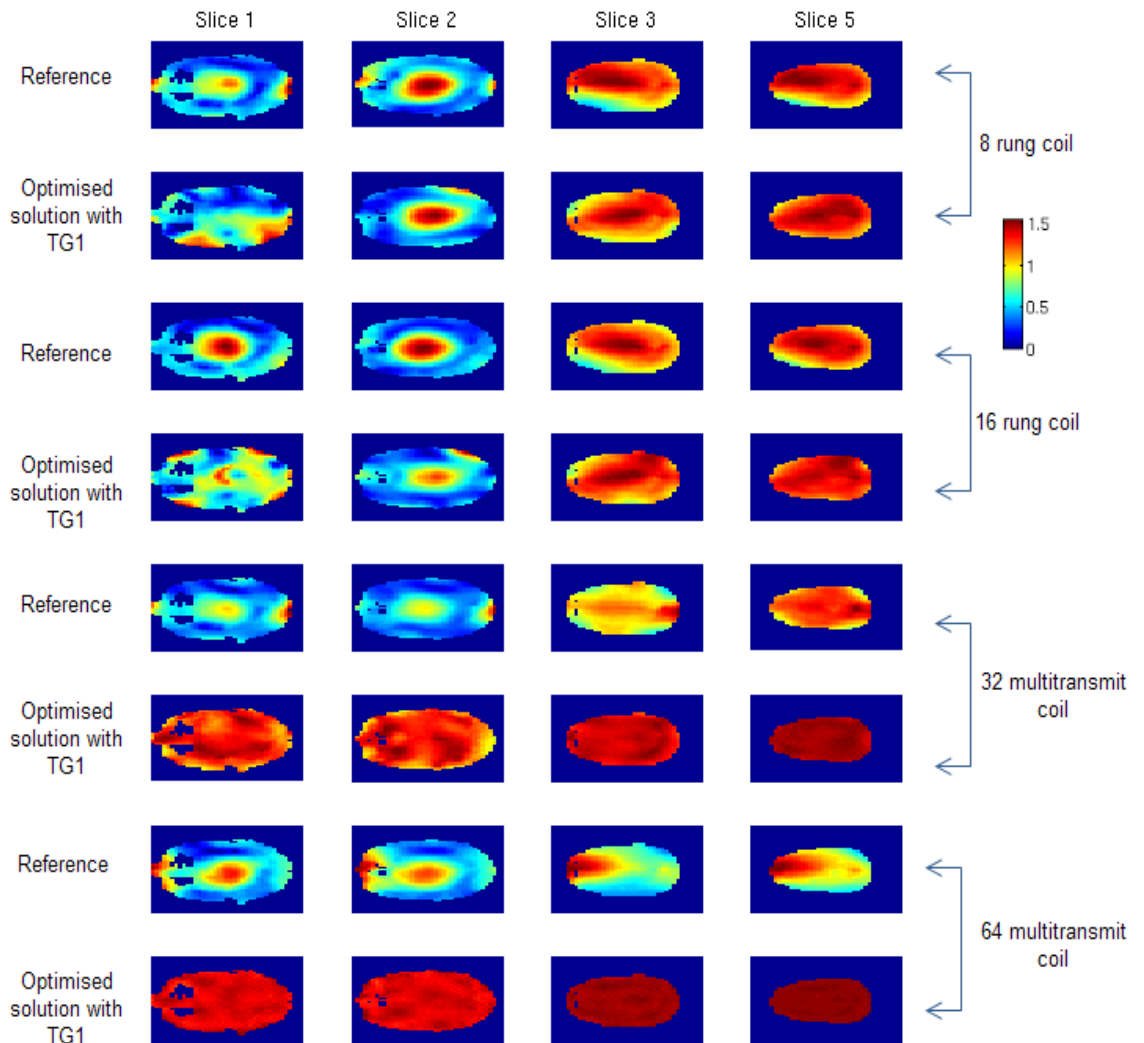 Slice 1
Slice 2
Slice 3
Slice 5
Reference
8 rung coil
Optimised
solution with
TG1
1.5
1
0.5
0
Reference
16 rung coil
Optimised
solution with
TG1
Reference
32 multitransmit
coil
Optimised
solution with
TG1
Reference
64 multitransmit
coil
Optimised
solution with
TG1